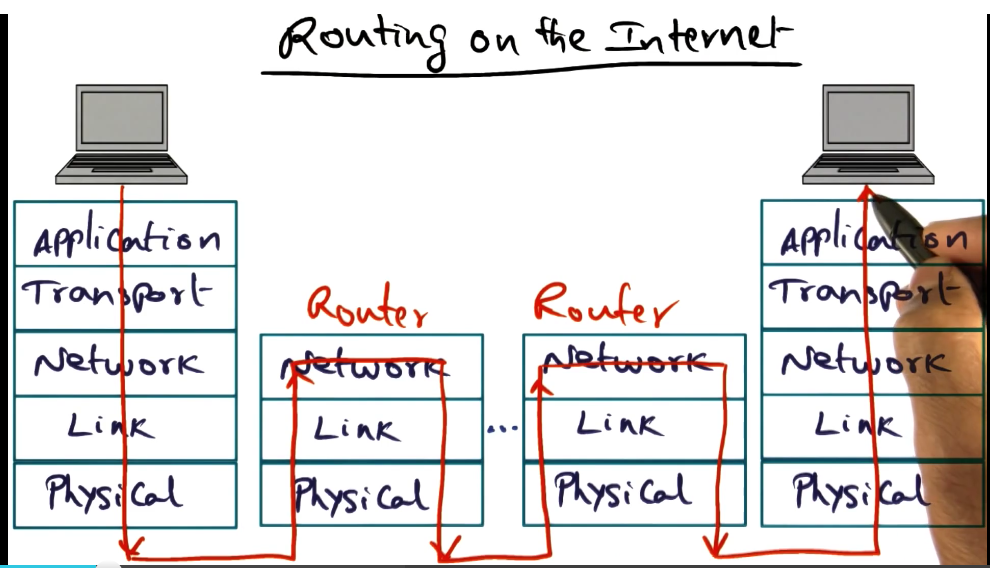 Routing on the Internet
Application
Transport
Network
Link
Physical
Router
Network
Link
Physical
...
Router
Network
Link
Physical
Application
Transport
Network
Link
Physical